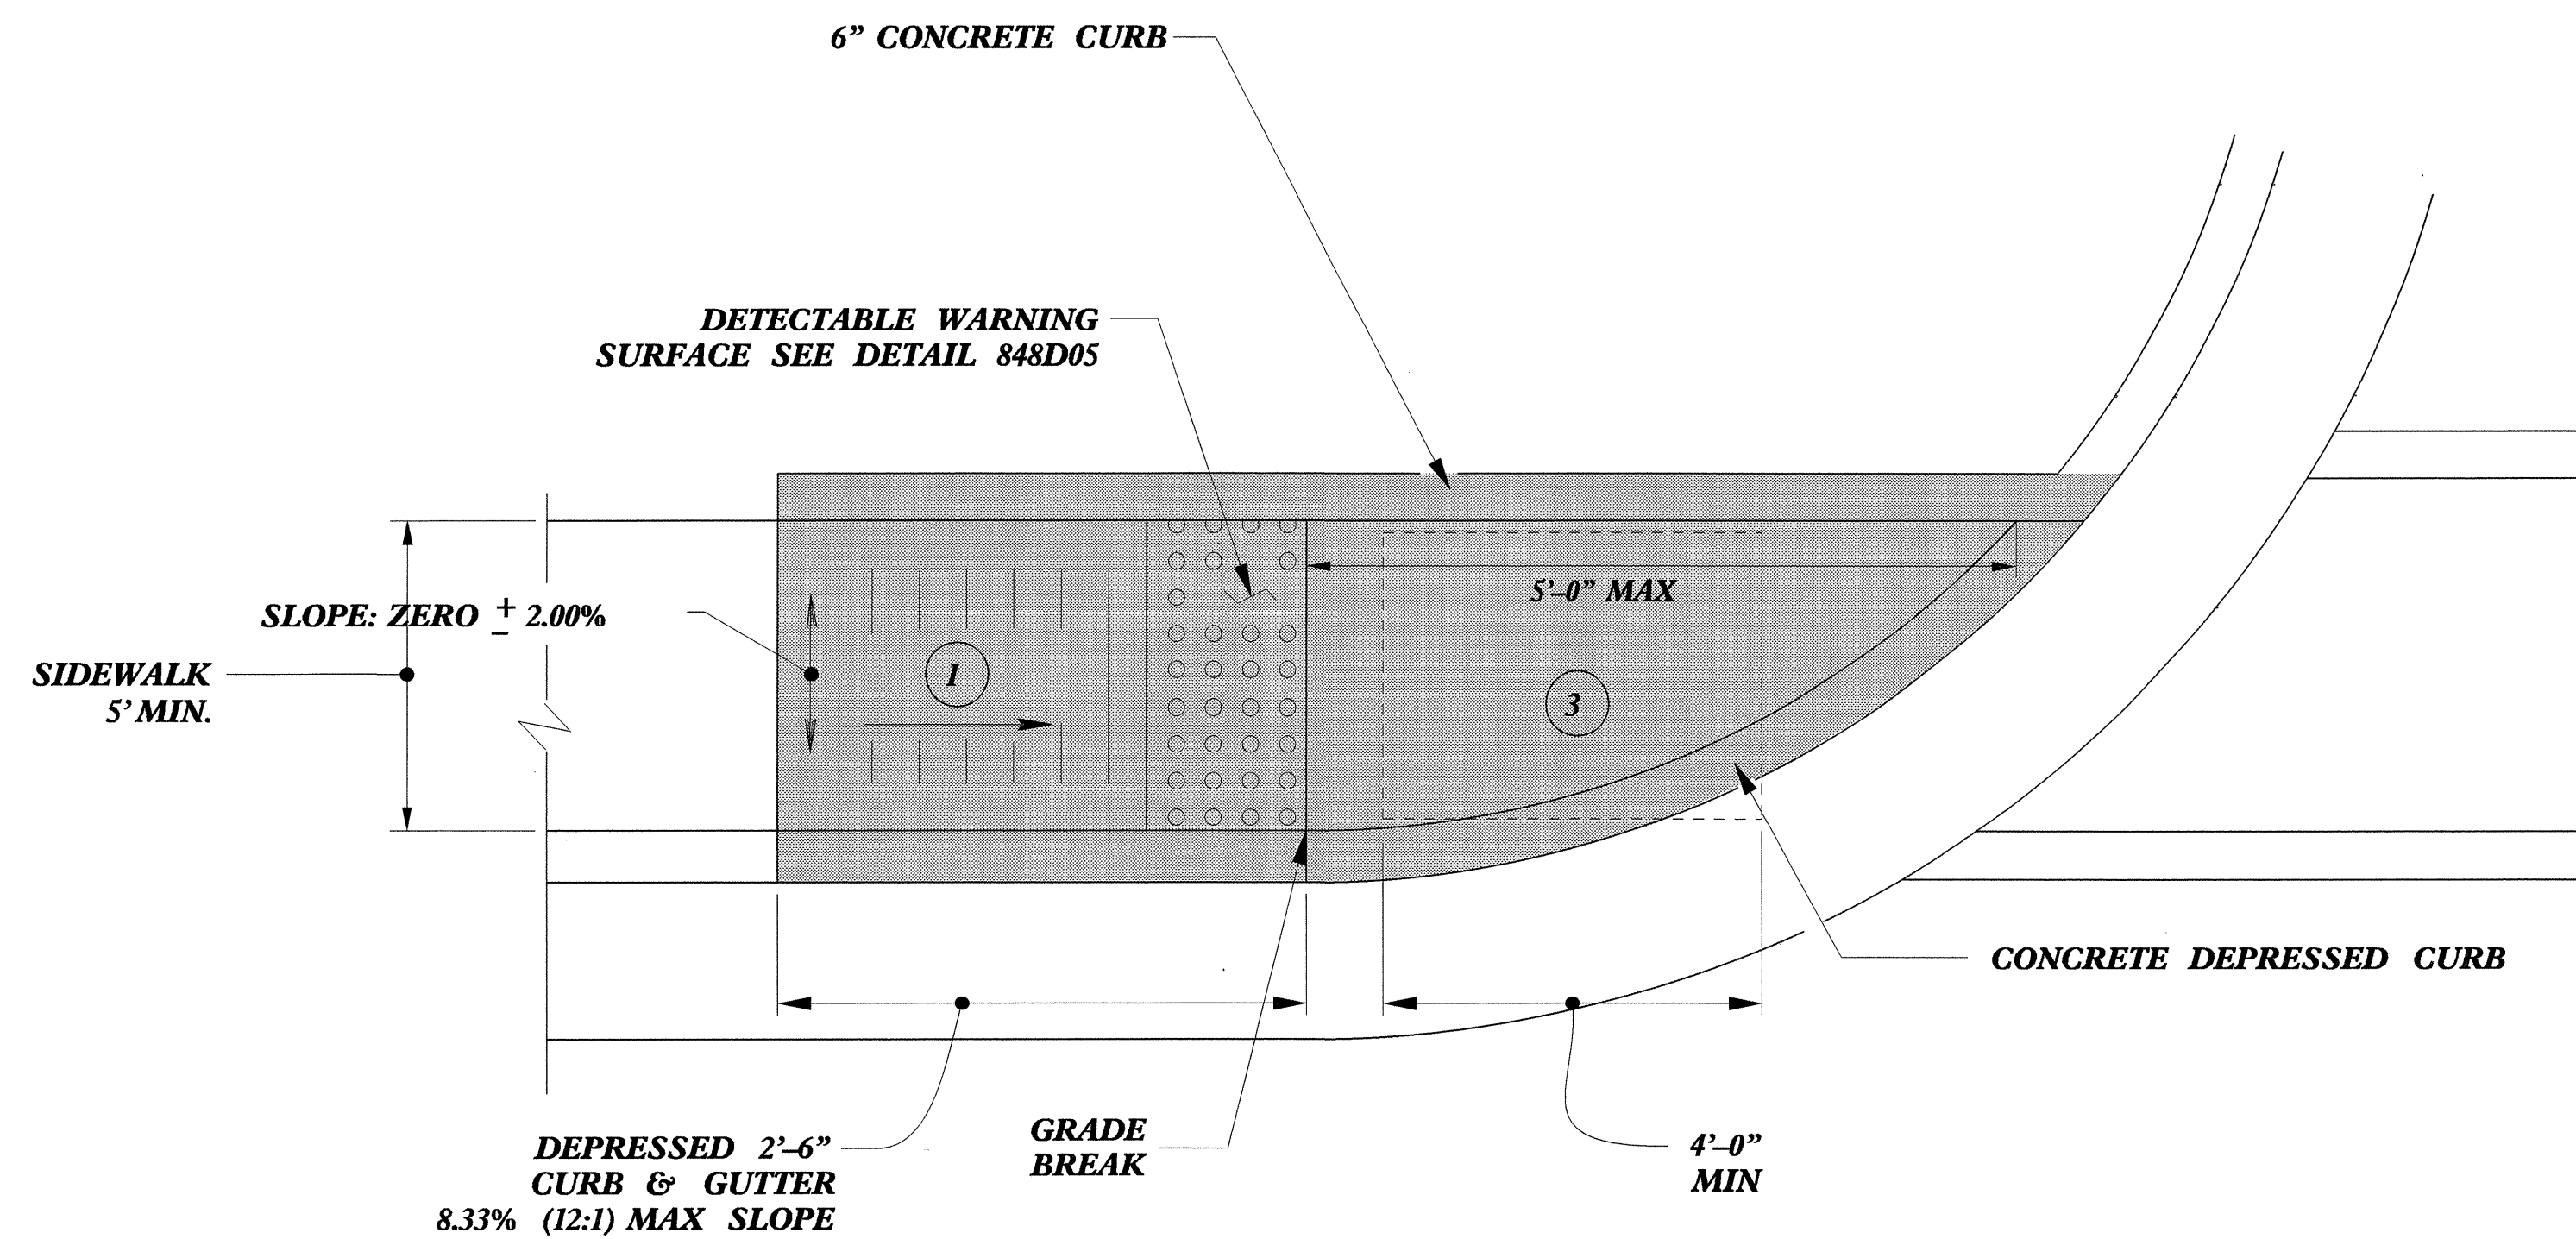 6” CONCRETE CURB
DETECTABLE WARNING
SURFACE SEE DETAIL 848D05
5’–0” MAX
SLOPE: ZERO ± 2.00%
SIDEWALK
5’ MIN.
1
3
CONCRETE DEPRESSED CURB
DEPRESSED 2’–6”
CURB & GUTTER
8.33% (12:1) MAX SLOPE
GRADE
BREAK
4’–0”
MIN